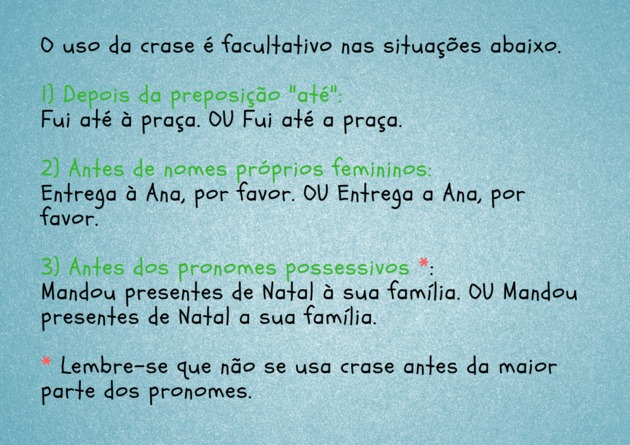 O uso da crase é facultativo nas situações abaixo.
1) Depois da preposição "até":
Fui até à praça. OU Fui até a praça.
2) Antes de nomes próprios femininos:
Entrega à Ana, por favor. OU Entrega a Ana, por
favor.
3) Antes dos pronomes possessivos *:
Mandou presentes de Natal à sua família. OU Mandou
presentes de Natal a sua família.
* Lembre-se que não se usa crase antes da maior
parte dos pronomes.